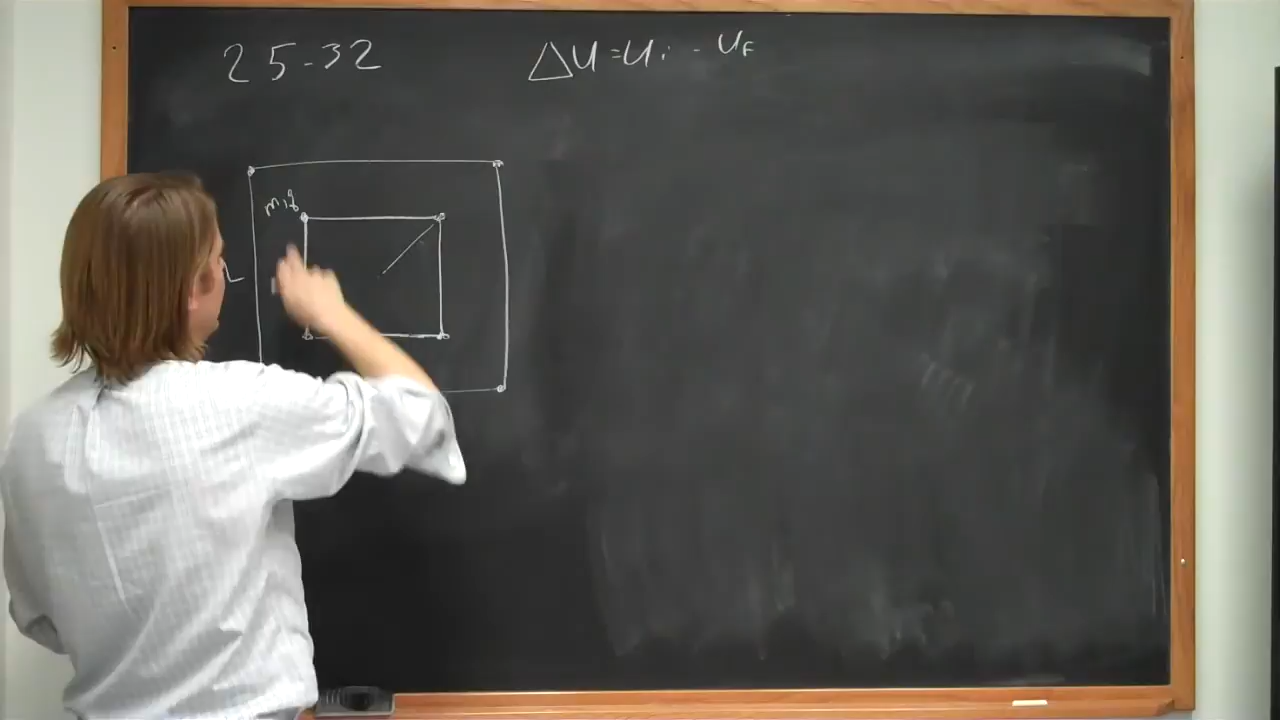 25-32
ΔU=Ui - UF
m,q
L